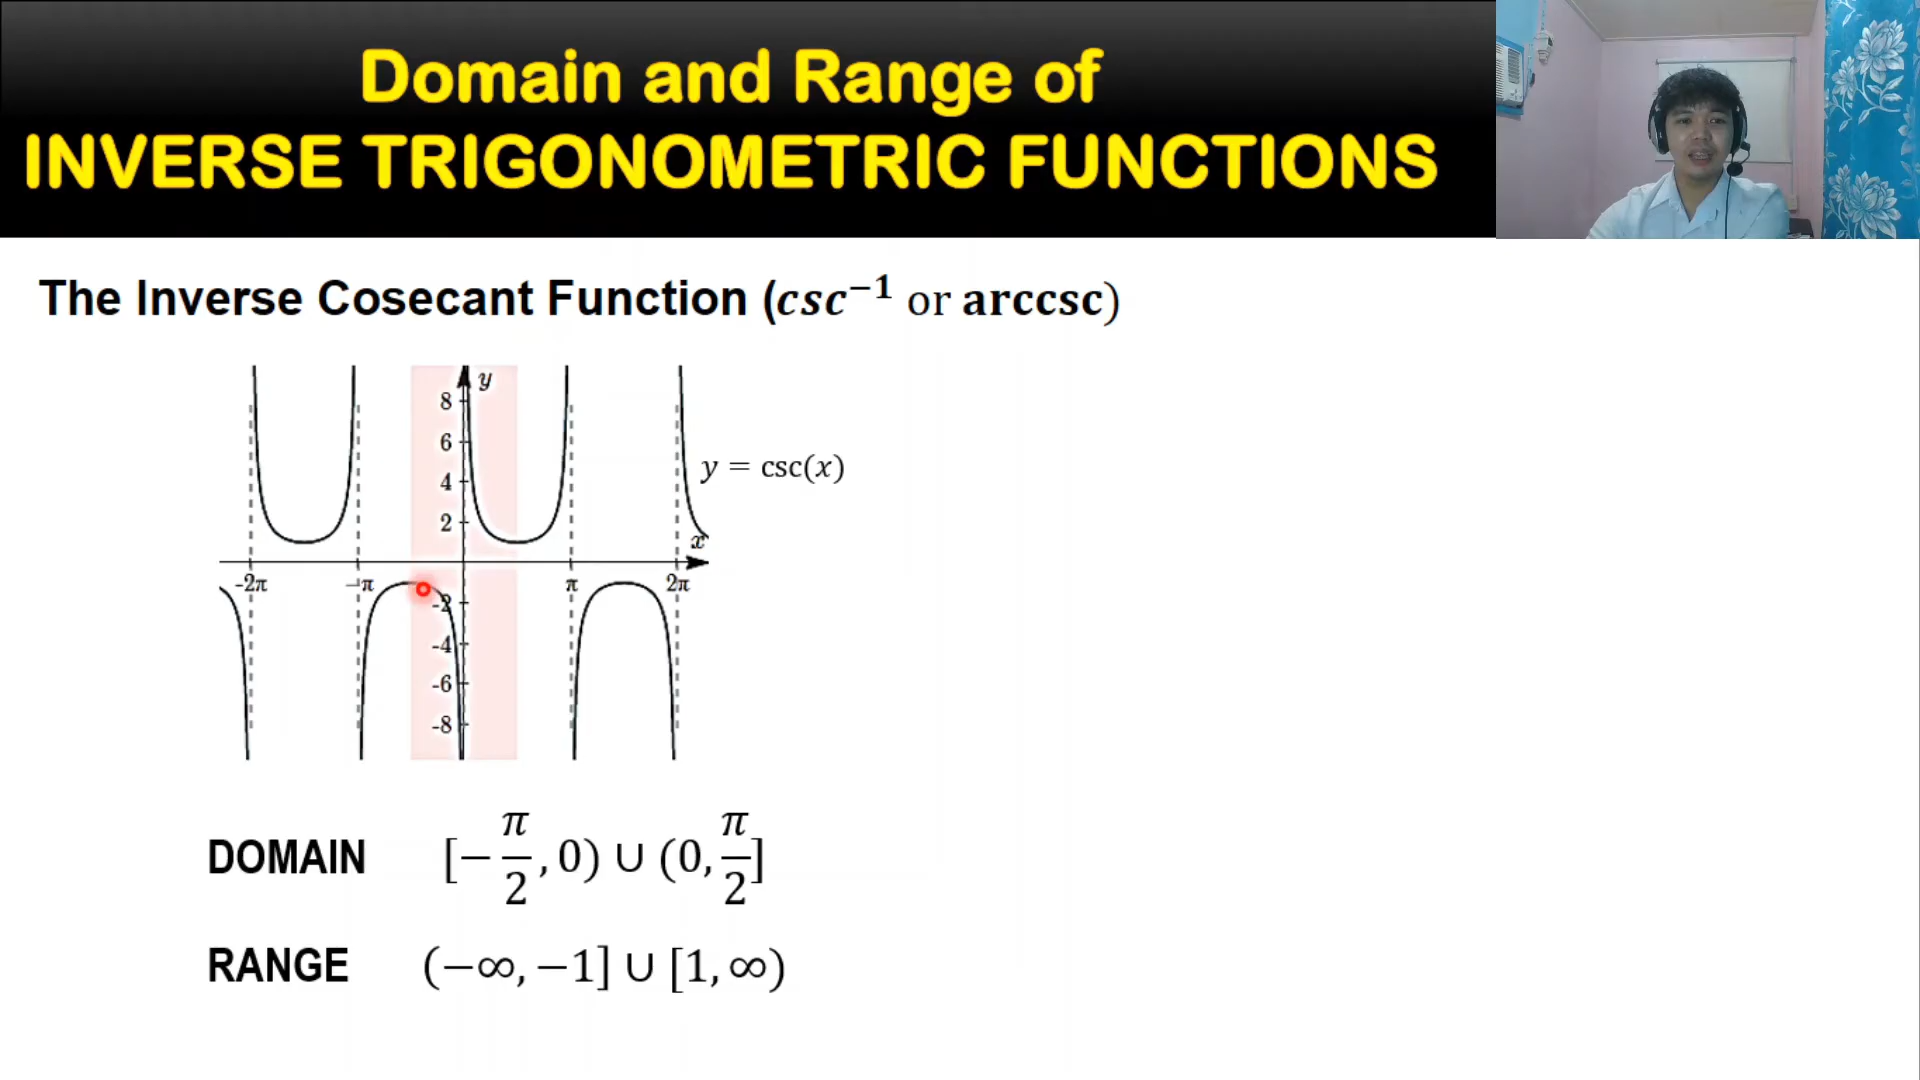 Domain and Range of
INVERSE TRIGONOMETRIC FUNCTIONS
The Inverse Cosecant Function (csc⁻¹ or arccsc)
y
8
6
4
2
y = csc(x)
x
-2π
-π
π
2π
-2
-4
-6
-8
DOMAIN [−π/2, 0) ∪ (0, π/2]
RANGE (−∞, −1] ∪ [1, ∞)